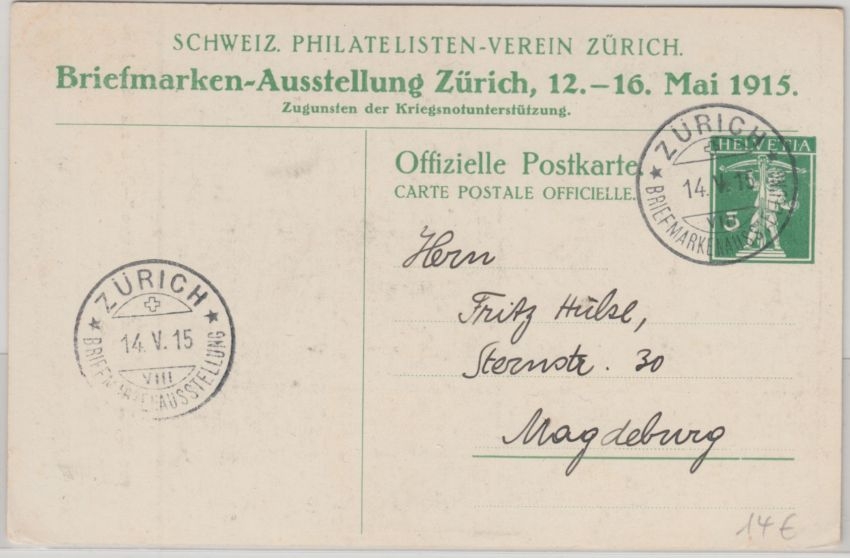 SCHWEIZ. PHILATELISTEN-VEREIN ZÜRICH.
Briefmarken-Ausstellung Zürich, 12.–16. Mai 1915.
Zugunsten der Kriegsnotunterstützung.
Offizielle Postkarte
CARTE POSTALE OFFICIELLE.
HELVETIA
5
ZÜRICH
14.V.15
VIII
BRIEFMARKENAUSSTELLUNG
Herrn
Fritz Hülse,
Sternstr. 30
Magdeburg
ZÜRICH
14.V.15
VIII
BRIEFMARKENAUSSTELLUNG
14 €